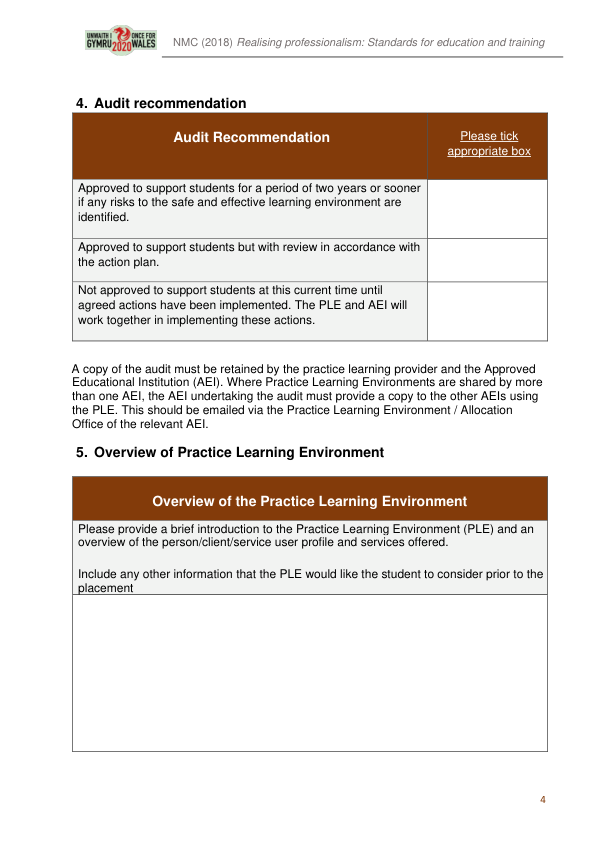 UNWAITH I ONCE FOR
GYMRU2020WALES
NMC (2018) Realising professionalism: Standards for education and training
4. Audit recommendation
Audit Recommendation
Please tick
appropriate box
Approved to support students for a period of two years or sooner
if any risks to the safe and effective learning environment are
identified.
Approved to support students but with review in accordance with
the action plan.
Not approved to support students at this current time until
agreed actions have been implemented. The PLE and AEI will
work together in implementing these actions.
A copy of the audit must be retained by the practice learning provider and the Approved
Educational Institution (AEI). Where Practice Learning Environments are shared by more
than one AEI, the AEI undertaking the audit must provide a copy to the other AEIs using
the PLE. This should be emailed via the Practice Learning Environment / Allocation
Office of the relevant AEI.
5. Overview of Practice Learning Environment
Overview of the Practice Learning Environment
Please provide a brief introduction to the Practice Learning Environment (PLE) and an
overview of the person/client/service user profile and services offered.
Include any other information that the PLE would like the student to consider prior to the
placement
4